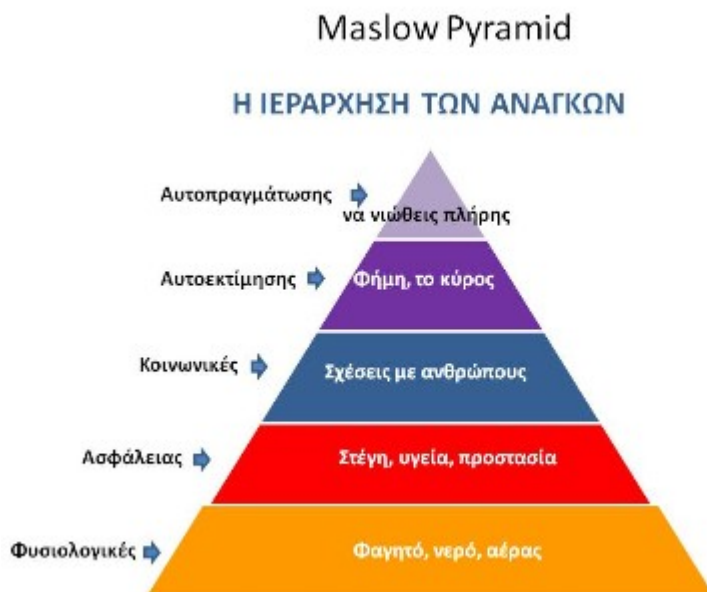 Maslow Pyramid
Η ΙΕΡΑΡΧΗΣΗ ΤΩΝ ΑΝΑΓΚΩΝ
Αυτοπραγμάτωσης
να νιώθεις πλήρης
Αυτοεκτίμησης
Φήμη, το κύρος
Κοινωνικές
Σχέσεις με ανθρώπους
Ασφάλειας
Στέγη, υγεία, προστασία
Φυσιολογικές
Φαγητό, νερό, αέρας